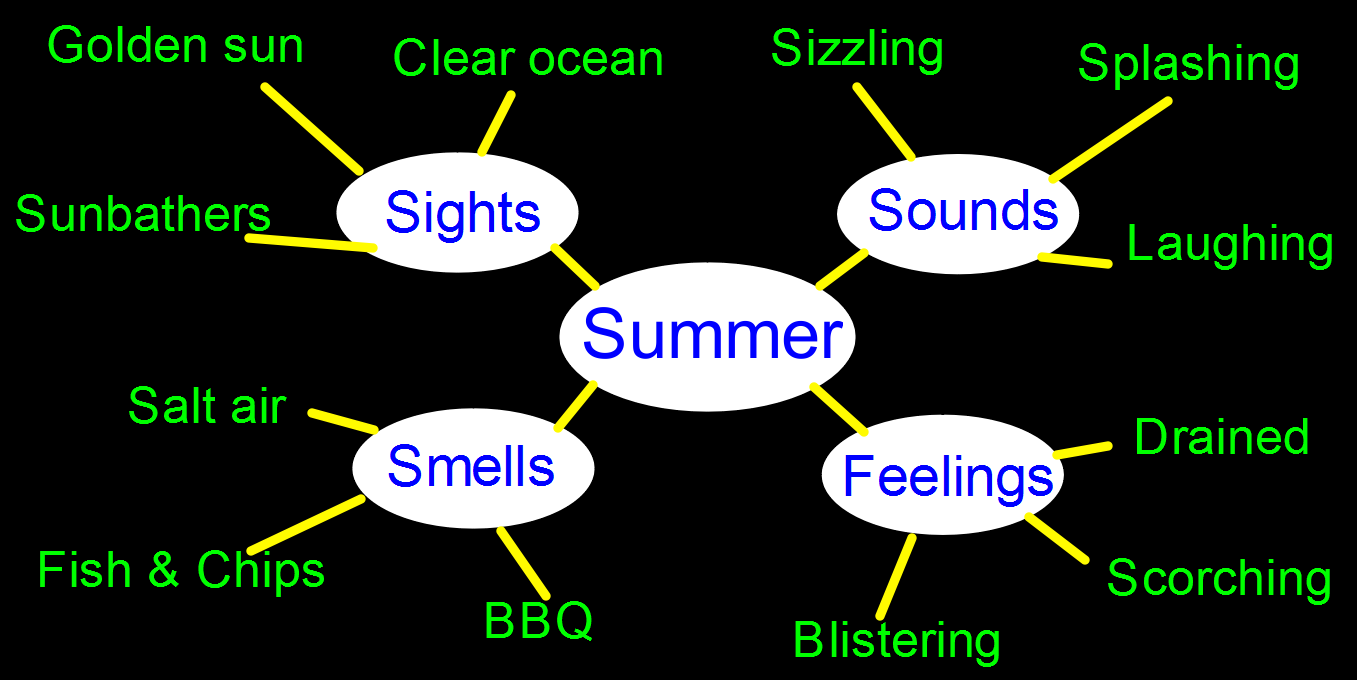 Golden sun
Clear ocean
Sizzling
Splashing
Sunbathers
Sights
Sounds
Laughing
Summer
Salt air
Smells
Feelings
Drained
Fish & Chips
BBQ
Scorching
Blistering